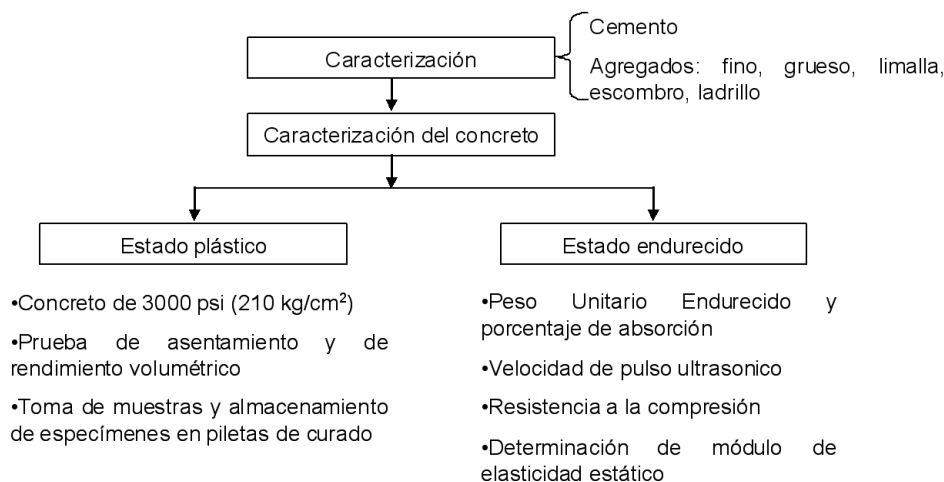 Caracterización
Cemento
Agregados: fino, grueso, limalla,
escombro, ladrillo
Caracterización del concreto
Estado plástico
•Concreto de 3000 psi (210 kg/cm²)
•Prueba de asentamiento y de
rendimiento volumétrico
•Toma de muestras y almacenamiento
de especímenes en piletas de curado
Estado endurecido
•Peso Unitario Endurecido y
porcentaje de absorción
•Velocidad de pulso ultrasonico
•Resistencia a la compresión
•Determinación de módulo de
elasticidad estático